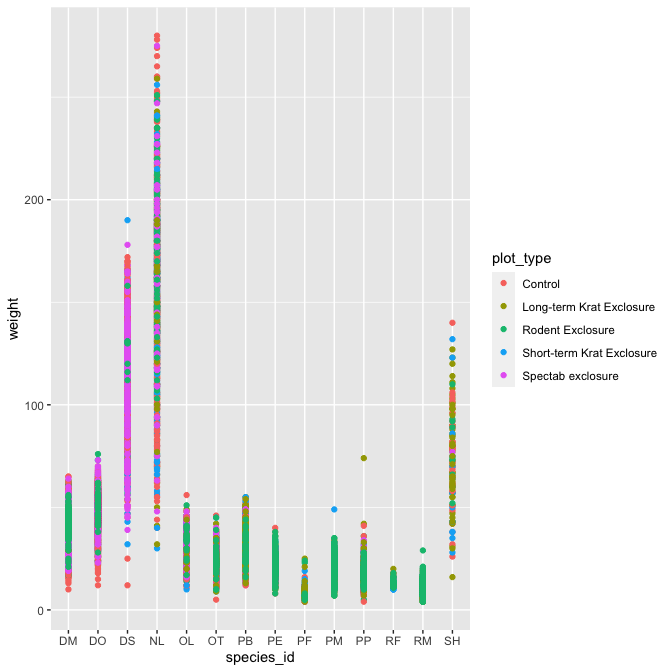 200
100
0
weight
DM DO DS NL OL OT PB PE PF PM PP RF RM SH
species_id
plot_type
Control
Long-term Krat Exclosure
Rodent Exclosure
Short-term Krat Exclosure
Spectab exclosure